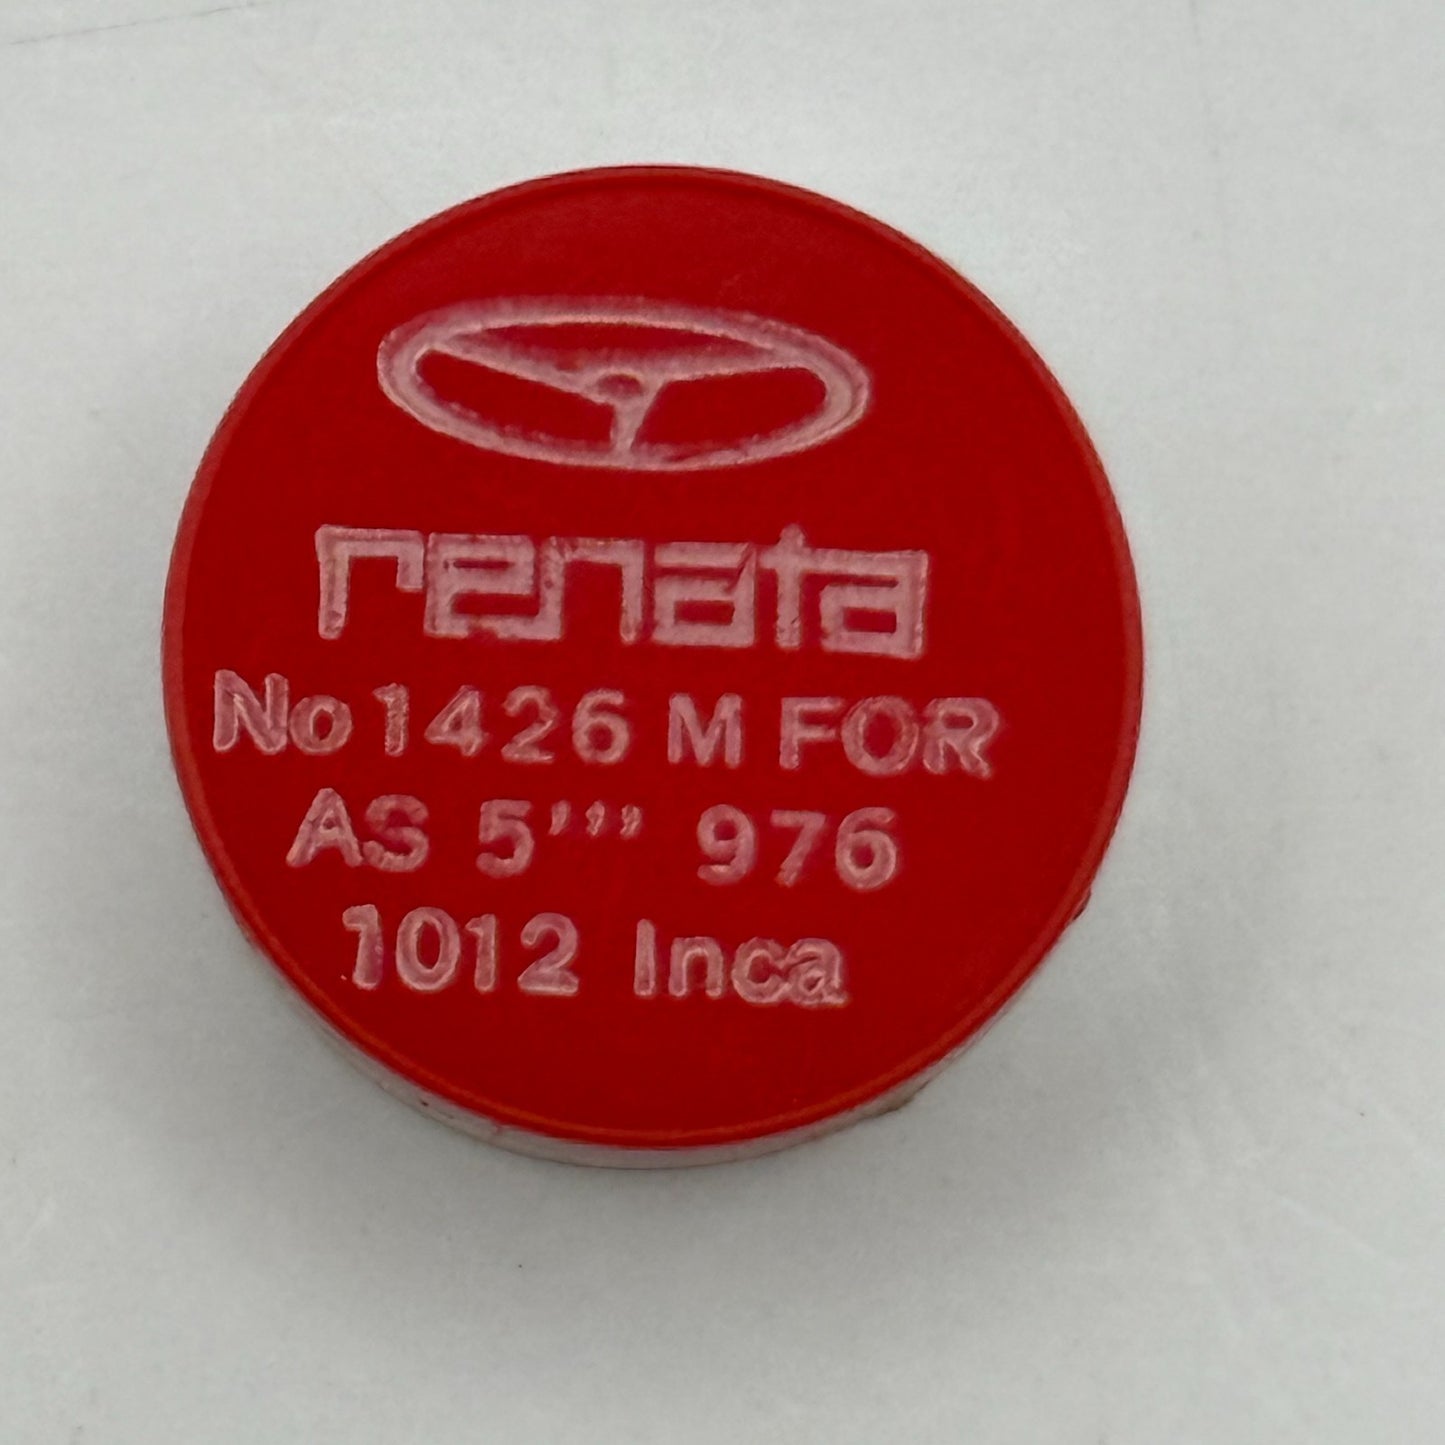 renata
No 1426 M FOR
AS 5''' 976
1012 Inca